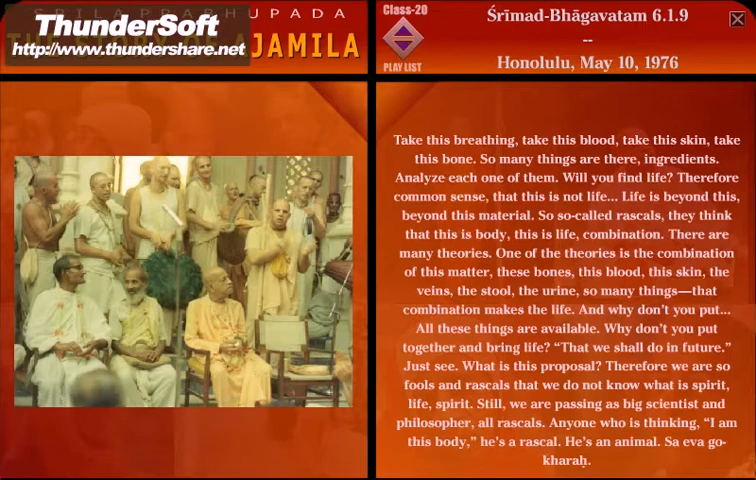 SRILA PRABHUPADA
ThunderSoft
http://www.thundershare.net
THE STORY OF AJAMILA
Class-20
PLAY LIST
Śrīmad-Bhāgavatam 6.1.9
--
Honolulu, May 10, 1976
Take this breathing, take this blood, take this skin, take
this bone. So many things are there, ingredients.
Analyze each one of them. Will you find life? Therefore
common sense, that this is not life... Life is beyond this,
beyond this material. So so-called rascals, they think
that this is body, this is life, combination. There are
many theories. One of the theories is the combination
of this matter, these bones, this blood, this skin, the
veins, the stool, the urine, so many things—that
combination makes the life. And why don't you put...
All these things are available. Why don't you put
together and bring life? “That we shall do in future.”
Just see. What is this proposal? Therefore we are so
fools and rascals that we do not know what is spirit,
life, spirit. Still, we are passing as big scientist and
philosopher, all rascals. Anyone who is thinking, “I am
this body,” he's a rascal. He's an animal. Sa eva go-
kharaḥ.